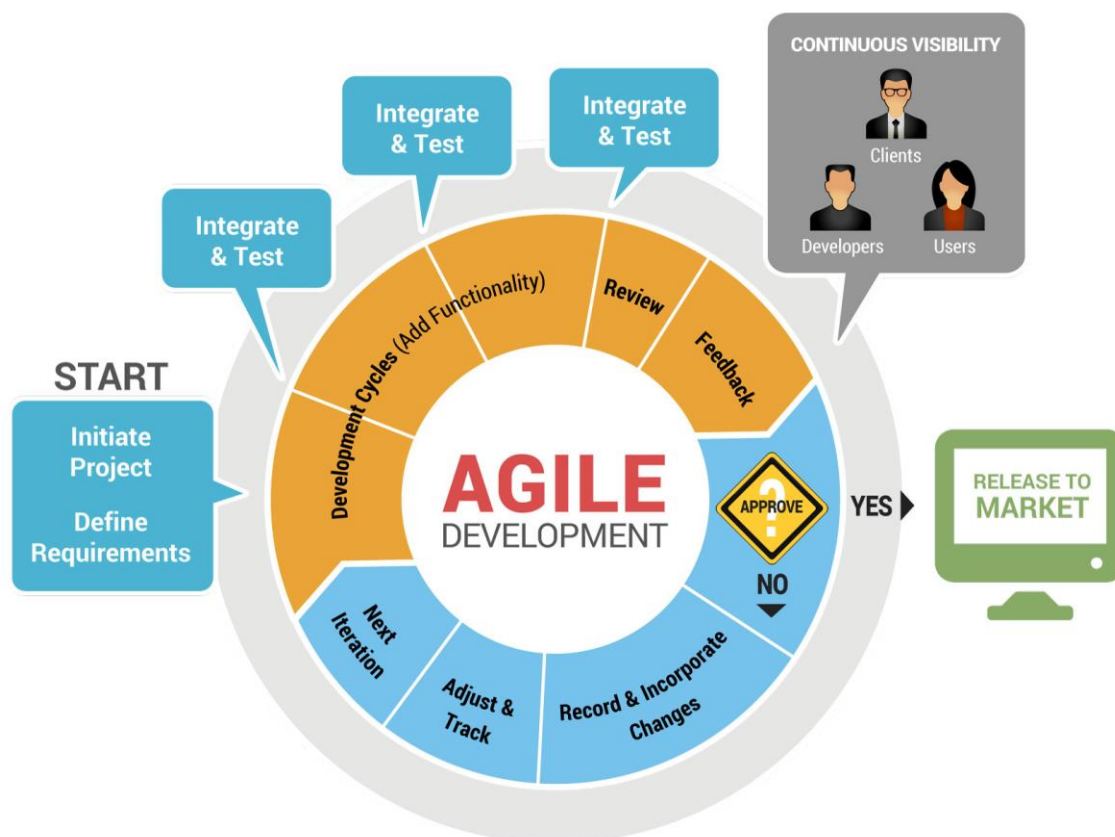 START
Initiate
Project
Define
Requirements
Integrate
& Test
Integrate
& Test
Integrate
& Test
CONTINUOUS VISIBILITY
Clients
Developers
Users
Development Cycles (Add Functionality)
Review
Feedback
AGILE
DEVELOPMENT
?
APPROVE
YES
RELEASE TO
MARKET
NO
Record & Incorporate
Changes
Adjust &
Track
Next
Iteration